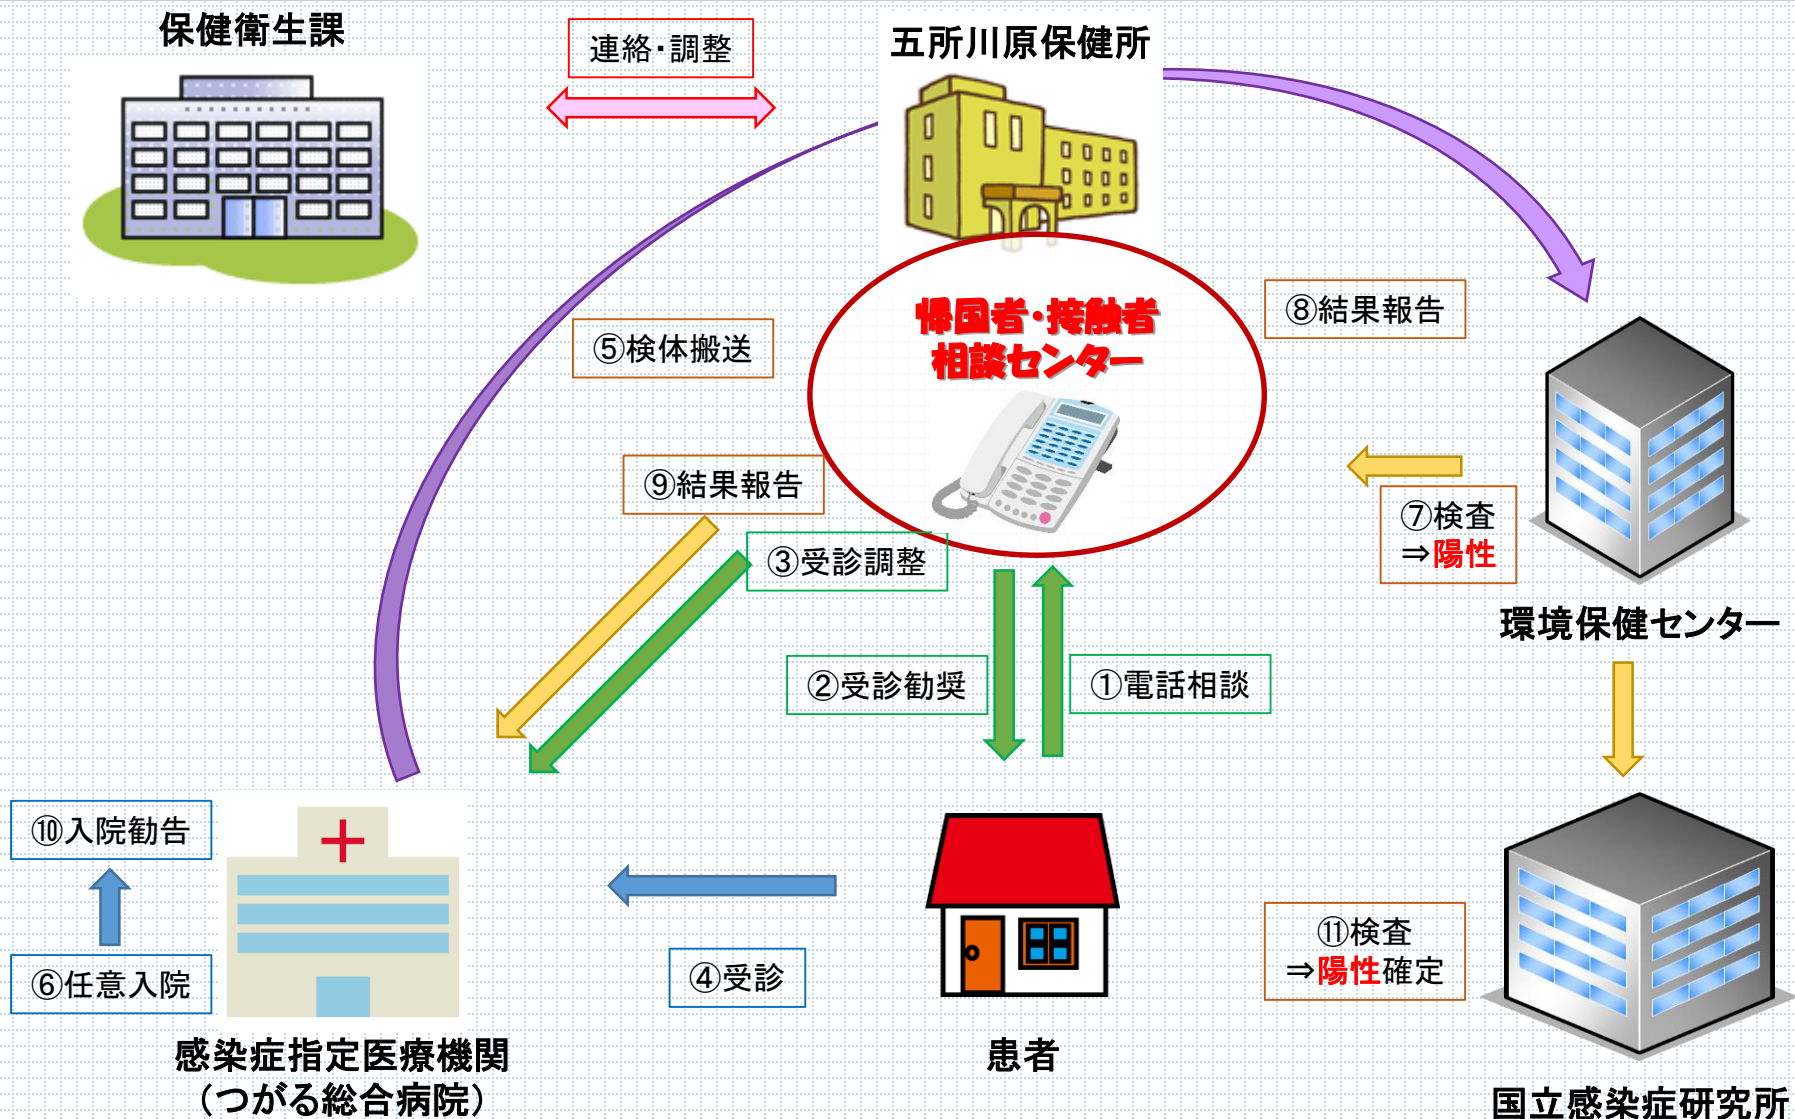 保健衛生課
連絡・調整
五所川原保健所
帰国者・接触者
相談センター
⑧結果報告
⑤検体搬送
⑨結果報告
③受診調整
⑦検査
⇒陽性
環境保健センター
②受診勧奨
①電話相談
⑩入院勧告
⑥任意入院
④受診
⑪検査
⇒陽性確定
感染症指定医療機関
（つがる総合病院）
患者
国立感染症研究所